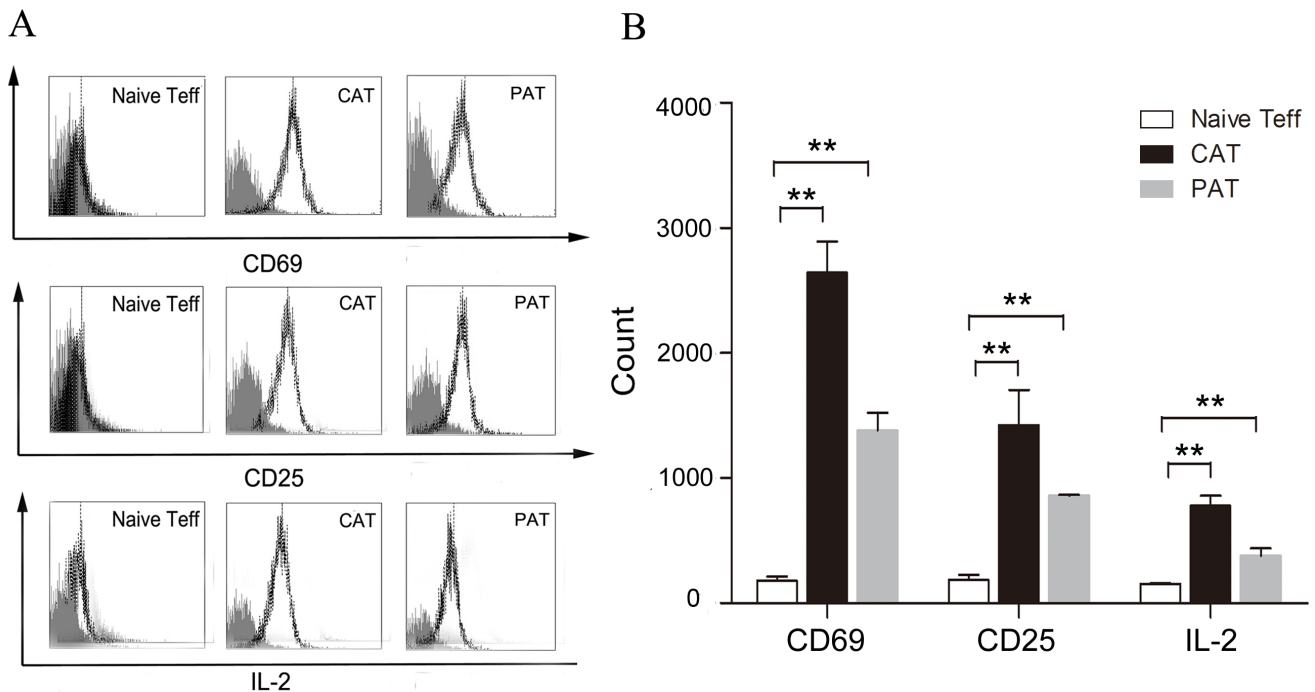 A
Naive Teff CAT PAT
CD69
Naive Teff CAT PAT
CD25
Naive Teff CAT PAT
IL-2
B
4000
3000
2000
1000
0
Count
Naive Teff
CAT
PAT
**
**
**
**
**
**
CD69 CD25 IL-2